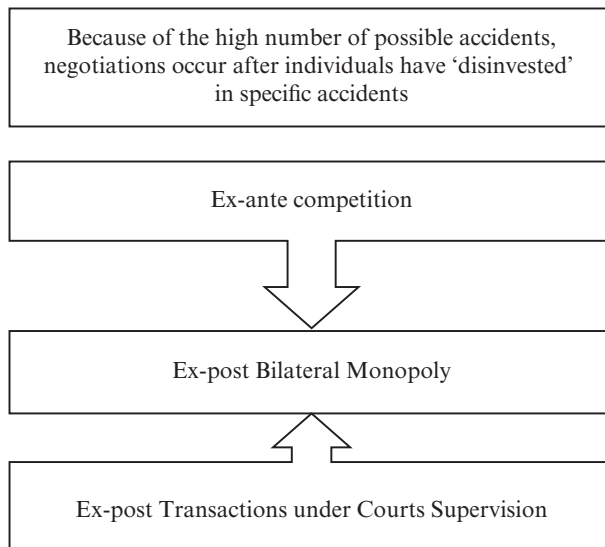 Because of the high number of possible accidents,
negotiations occur after individuals have ‘disinvested’
in specific accidents
Ex-ante competition
Ex-post Bilateral Monopoly
Ex-post Transactions under Courts Supervision